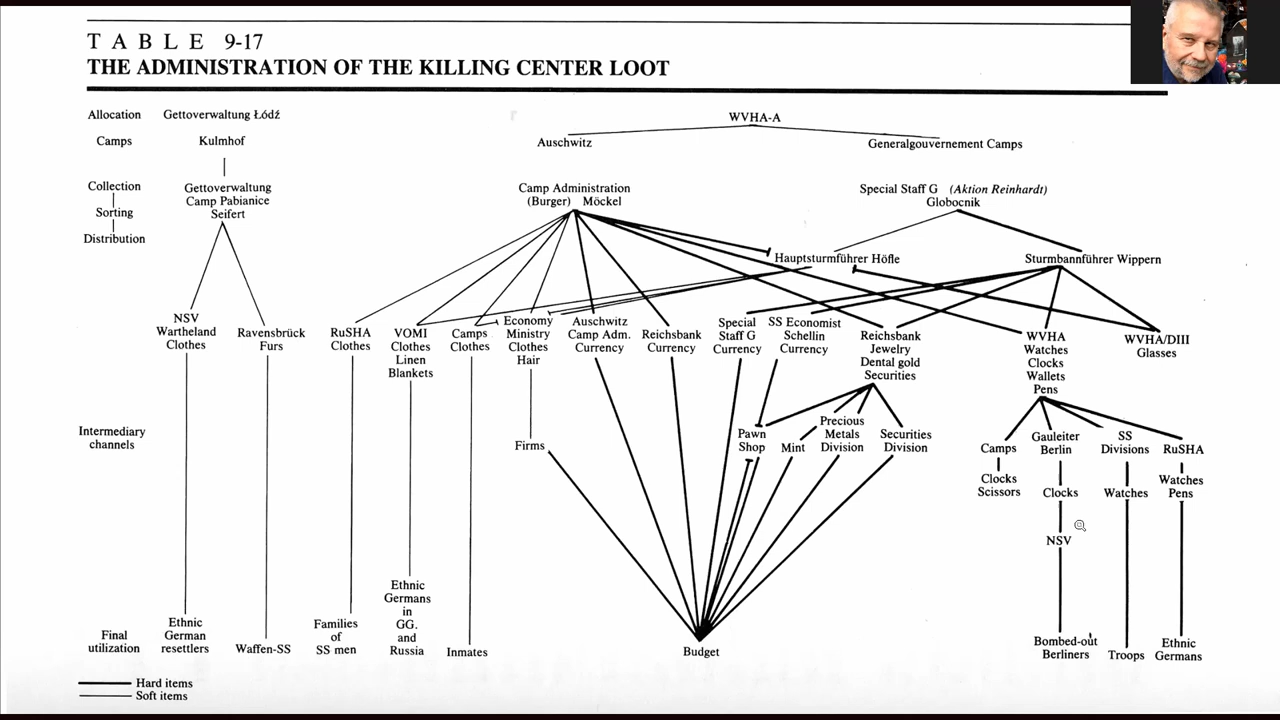 TABLE 9-17
THE ADMINISTRATION OF THE KILLING CENTER LOOT
Allocation
Gettoverwaltung Łódź
WVHA-A
Camps
Kulmhof
Auschwitz
Generalgouvernement Camps
Collection
Sorting
Distribution
Gettoverwaltung
Camp Pabianice
Seifert
Camp Administration
(Burger) Möckel
Special Staff G (Aktion Reinhardt)
Globocnik
Hauptsturmführer Höfle
Sturmbannführer Wippern
NSV
Wartheland
Clothes
Ravensbrück
Furs
RuSHA
Clothes
VOMI
Clothes
Linen
Blankets
Camps
Clothes
Economy
Ministry
Clothes
Hair
Auschwitz
Camp Adm.
Currency
Reichsbank
Currency
Special
Staff G
Currency
SS Economist
Schellin
Currency
Reichsbank
Jewelry
Dental gold
Securities
WVHA
Watches
Clocks
Wallets
Pens
WVHA/DIII
Glasses
Intermediary
channels
Firms
Pawn
Shop
Mint
Precious
Metals
Division
Securities
Division
Camps
Clocks
Scissors
Gauleiter
Berlin
Clocks
NSV
SS
Divisions
Watches
RuSHA
Watches
Pens
Final
utilization
Ethnic
German
resettlers
Waffen-SS
Families
of
SS men
Ethnic
Germans
in
GG.
and
Russia
Inmates
Budget
Bombed-out
Berliners
Troops
Ethnic
Germans
Hard items
Soft items